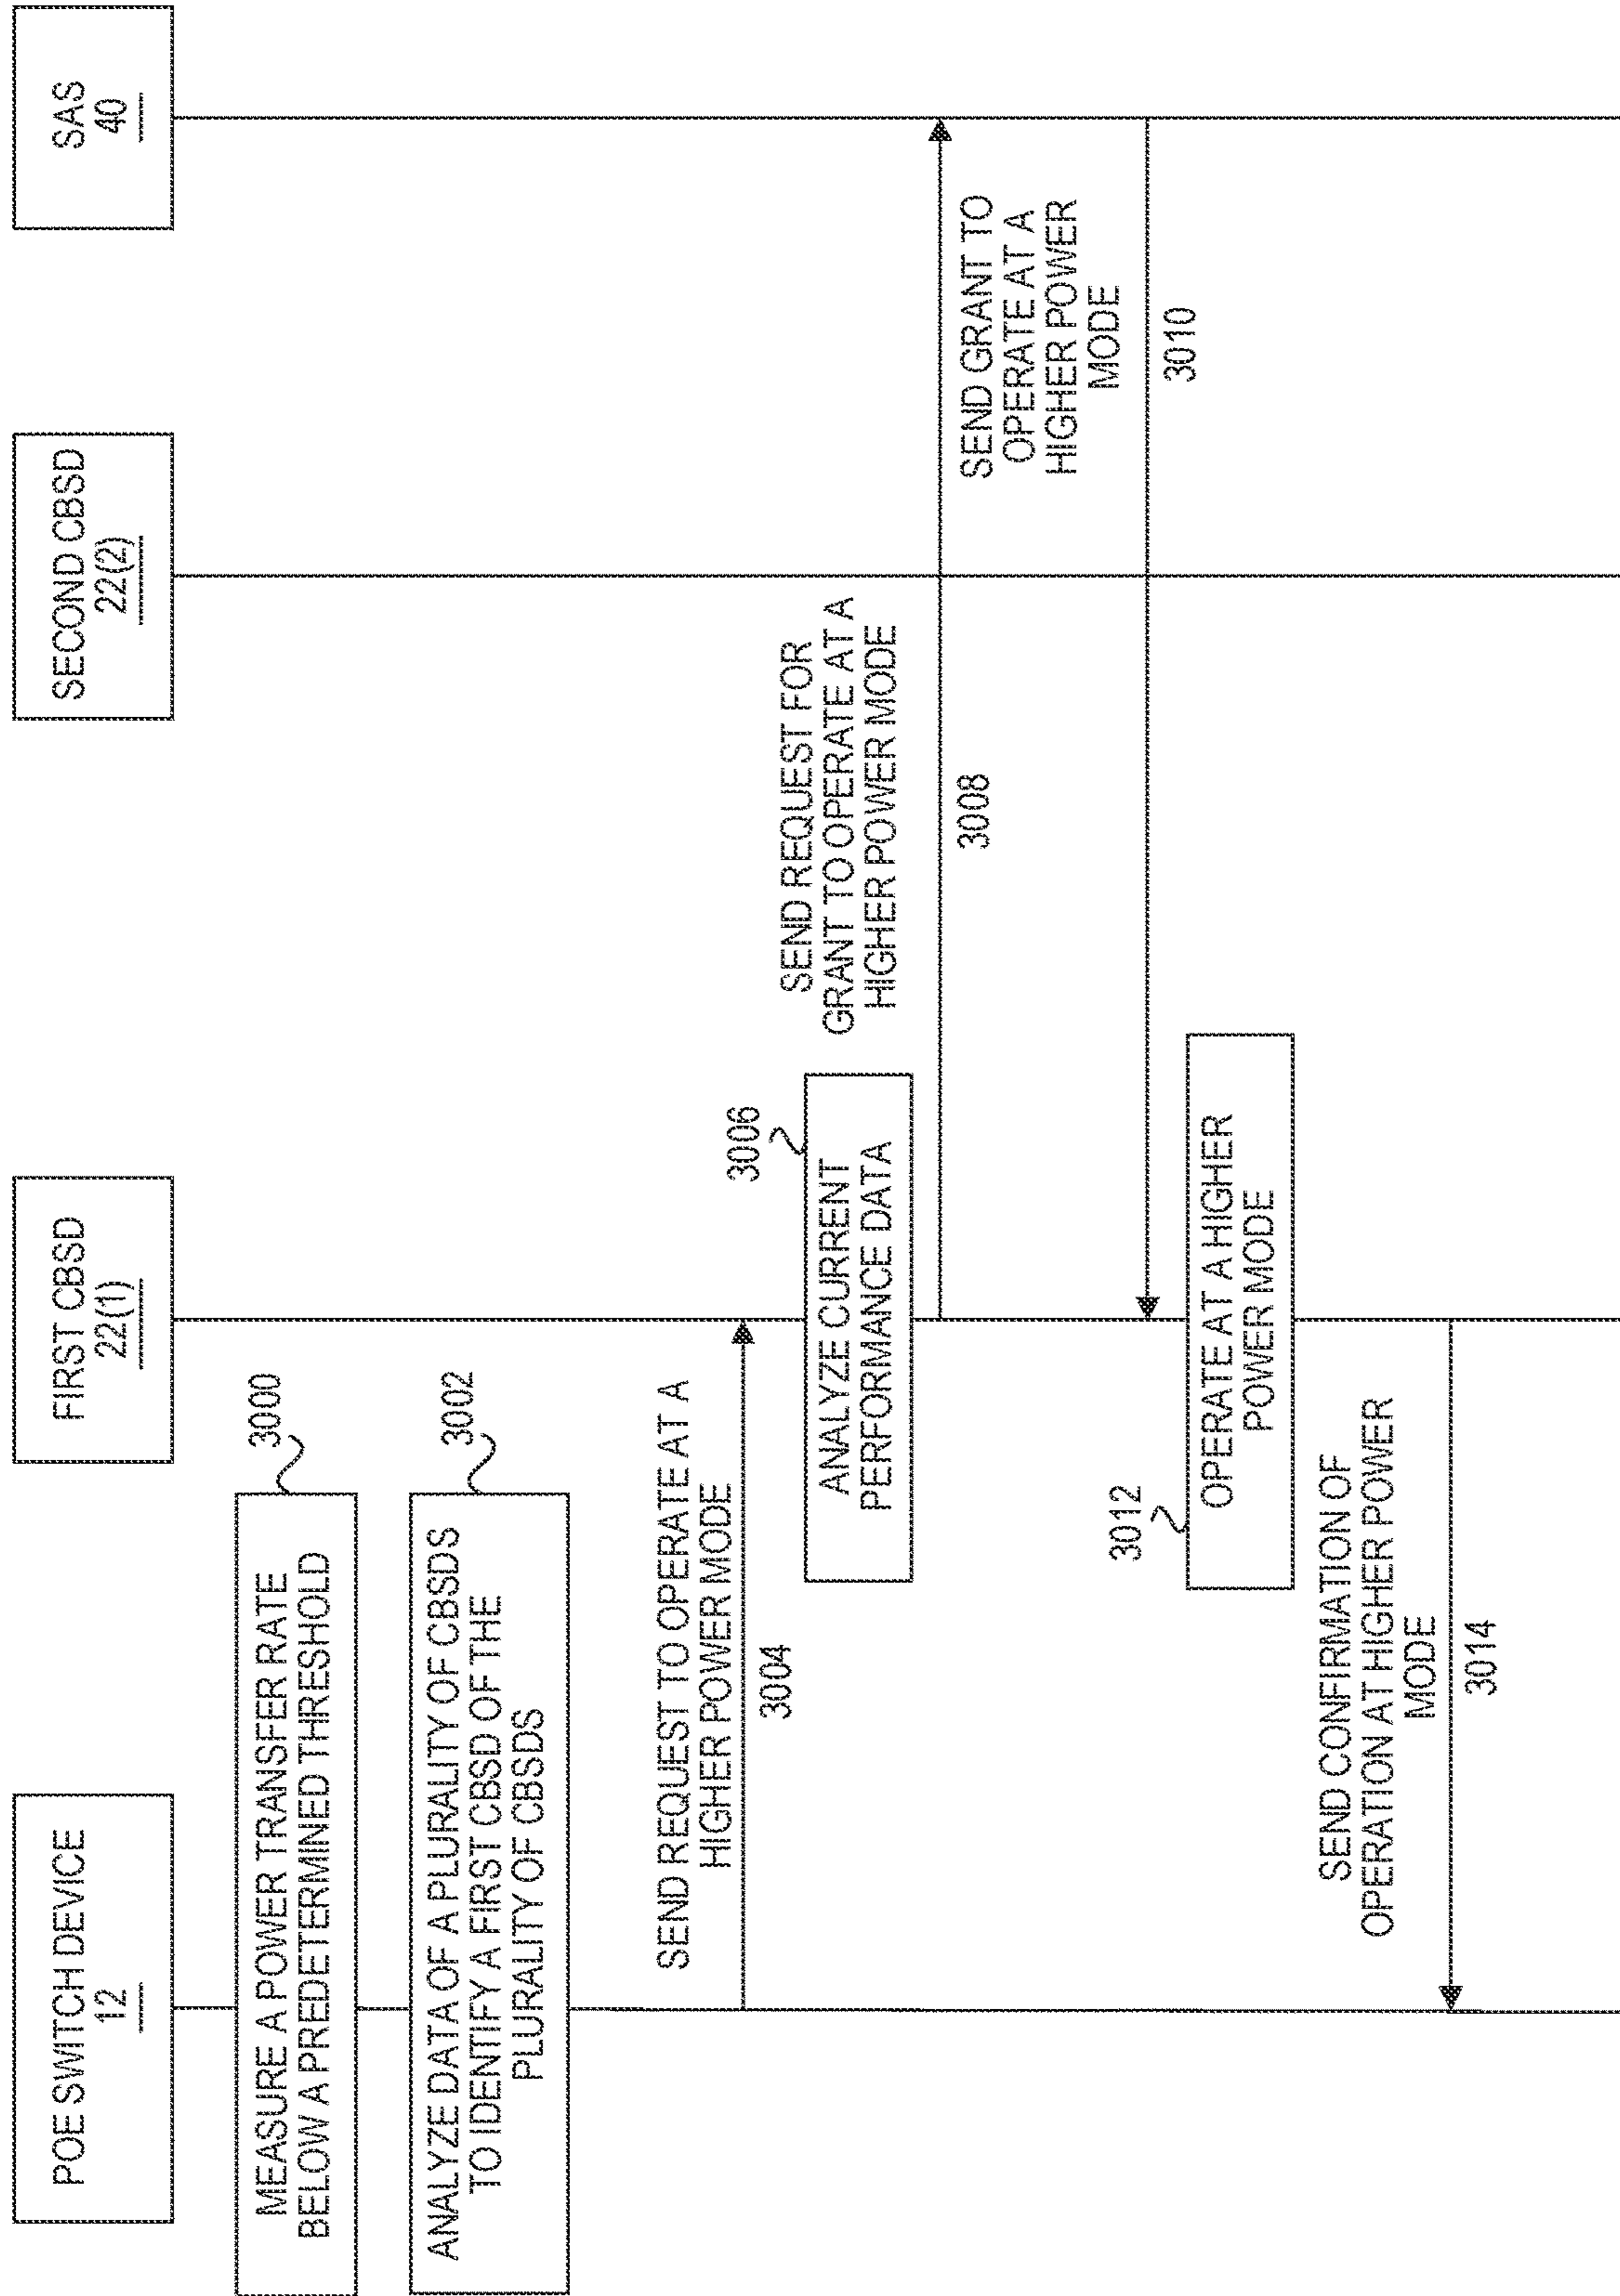 POE SWITCH DEVICE
12
FIRST CBSD
22(1)
SECOND CBSD
22(2)
SAS
40
3000
MEASURE A POWER TRANSFER RATE
BELOW A PREDETERMINED THRESHOLD
3002
ANALYZE DATA OF A PLURALITY OF CBSDS
TO IDENTIFY A FIRST CBSD OF THE
PLURALITY OF CBSDS
SEND REQUEST TO OPERATE AT A
HIGHER POWER MODE
3004
3006
ANALYZE CURRENT
PERFORMANCE DATA
SEND REQUEST FOR
GRANT TO OPERATE AT A
HIGHER POWER MODE
3008
SEND GRANT TO
OPERATE AT A
HIGHER POWER
MODE
3010
3012
OPERATE AT A HIGHER
POWER MODE
SEND CONFIRMATION OF
OPERATION AT HIGHER POWER
MODE
3014